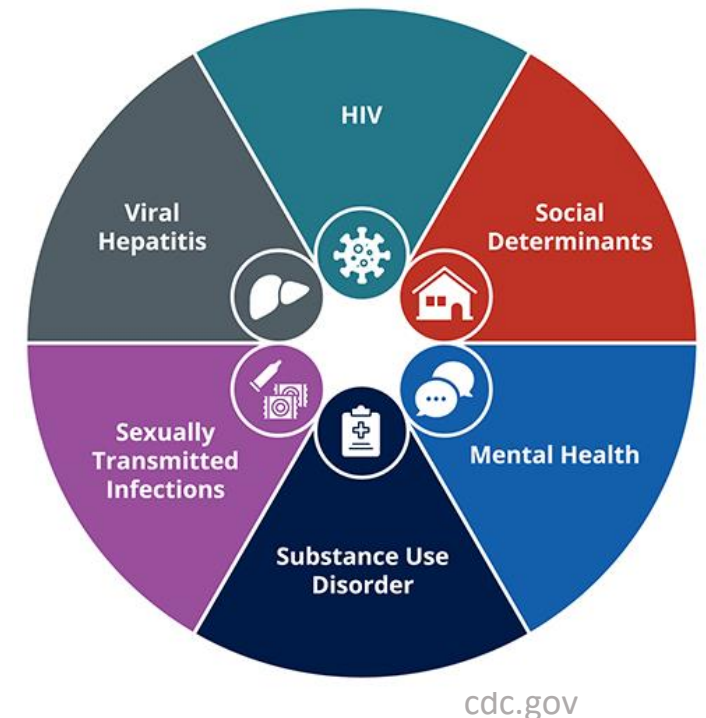 HIV
Viral
Hepatitis
Social
Determinants
Sexually
Transmitted
Infections
Mental Health
Substance Use
Disorder
cdc.gov